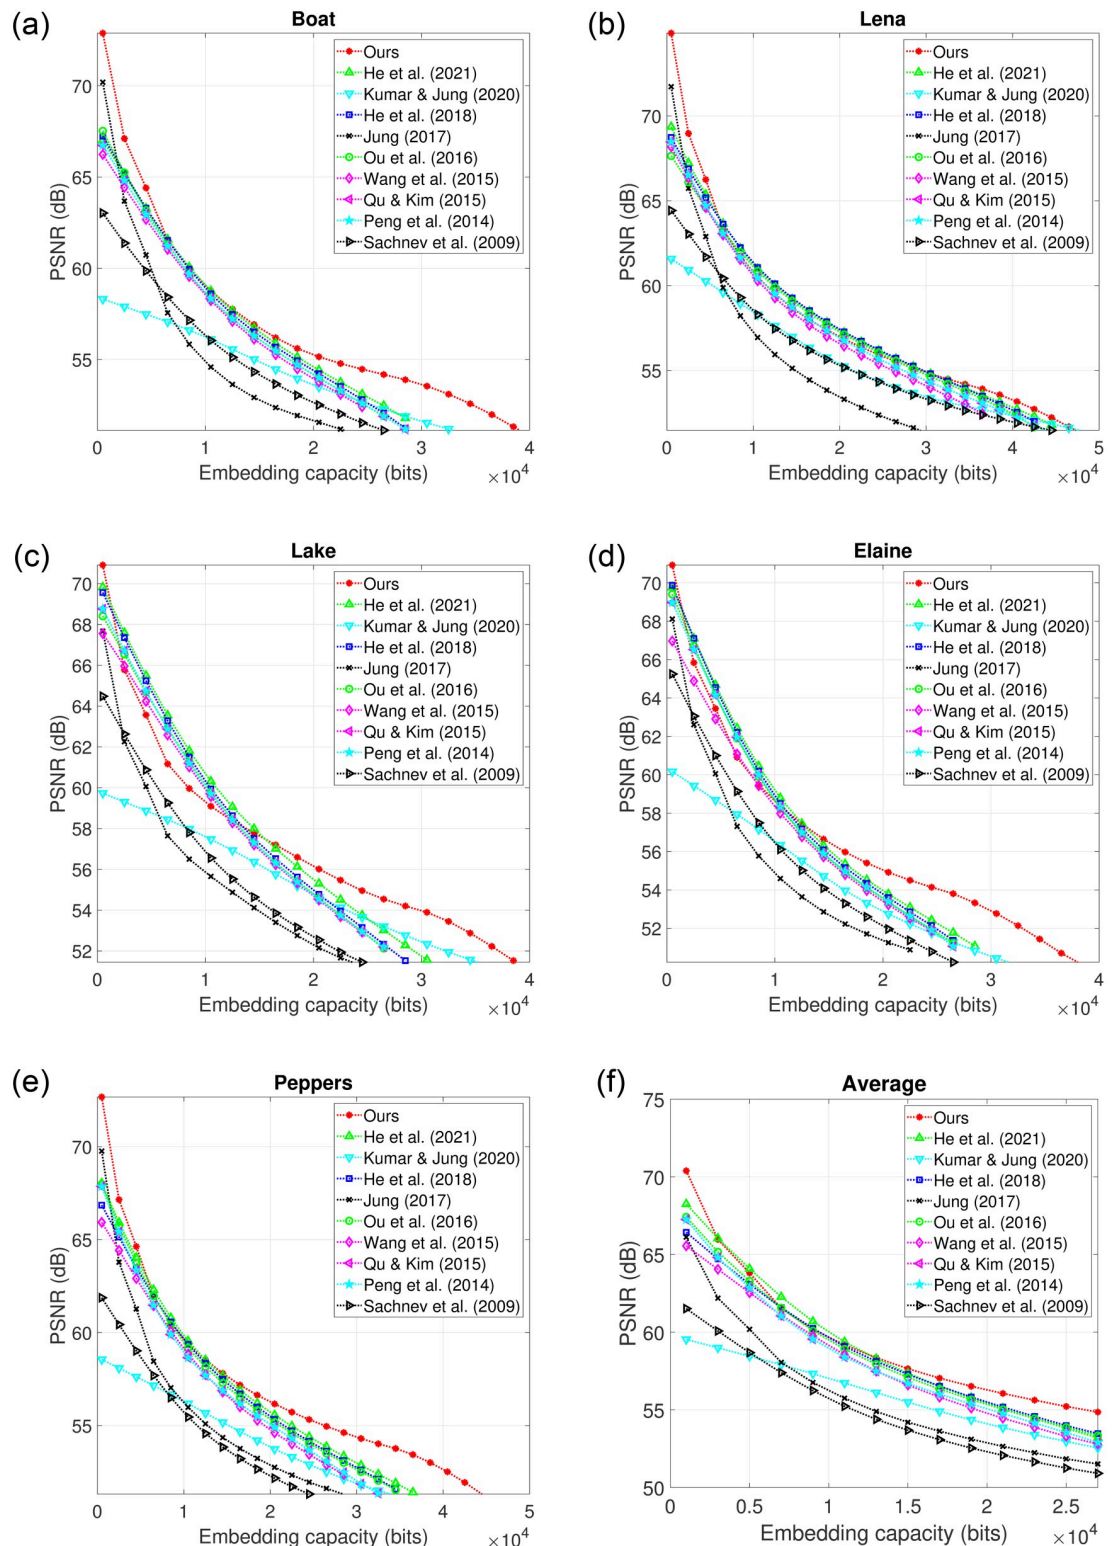 (a)
Boat
PSNR (dB)
70
65
60
55
0
1
2
3
4
Embedding capacity (bits)
×10^4
Ours
He et al. (2021)
Kumar & Jung (2020)
He et al. (2018)
Jung (2017)
Ou et al. (2016)
Wang et al. (2015)
Qu & Kim (2015)
Peng et al. (2014)
Sachnev et al. (2009)
(b)
Lena
PSNR (dB)
70
65
60
55
0
1
2
3
4
5
Embedding capacity (bits)
×10^4
Ours
He et al. (2021)
Kumar & Jung (2020)
He et al. (2018)
Jung (2017)
Ou et al. (2016)
Wang et al. (2015)
Qu & Kim (2015)
Peng et al. (2014)
Sachnev et al. (2009)
(c)
Lake
PSNR (dB)
70
68
66
64
62
60
58
56
54
52
0
1
2
3
4
Embedding capacity (bits)
×10^4
Ours
He et al. (2021)
Kumar & Jung (2020)
He et al. (2018)
Jung (2017)
Ou et al. (2016)
Wang et al. (2015)
Qu & Kim (2015)
Peng et al. (2014)
Sachnev et al. (2009)
(d)
Elaine
PSNR (dB)
70
68
66
64
62
60
58
56
54
52
0
1
2
3
4
Embedding capacity (bits)
×10^4
Ours
He et al. (2021)
Kumar & Jung (2020)
He et al. (2018)
Jung (2017)
Ou et al. (2016)
Wang et al. (2015)
Qu & Kim (2015)
Peng et al. (2014)
Sachnev et al. (2009)
(e)
Peppers
PSNR (dB)
70
65
60
55
0
1
2
3
4
5
Embedding capacity (bits)
×10^4
Ours
He et al. (2021)
Kumar & Jung (2020)
He et al. (2018)
Jung (2017)
Ou et al. (2016)
Wang et al. (2015)
Qu & Kim (2015)
Peng et al. (2014)
Sachnev et al. (2009)
(f)
Average
PSNR (dB)
75
70
65
60
55
50
0
0.5
1
1.5
2
2.5
Embedding capacity (bits)
×10^4
Ours
He et al. (2021)
Kumar & Jung (2020)
He et al. (2018)
Jung (2017)
Ou et al. (2016)
Wang et al. (2015)
Qu & Kim (2015)
Peng et al. (2014)
Sachnev et al. (2009)